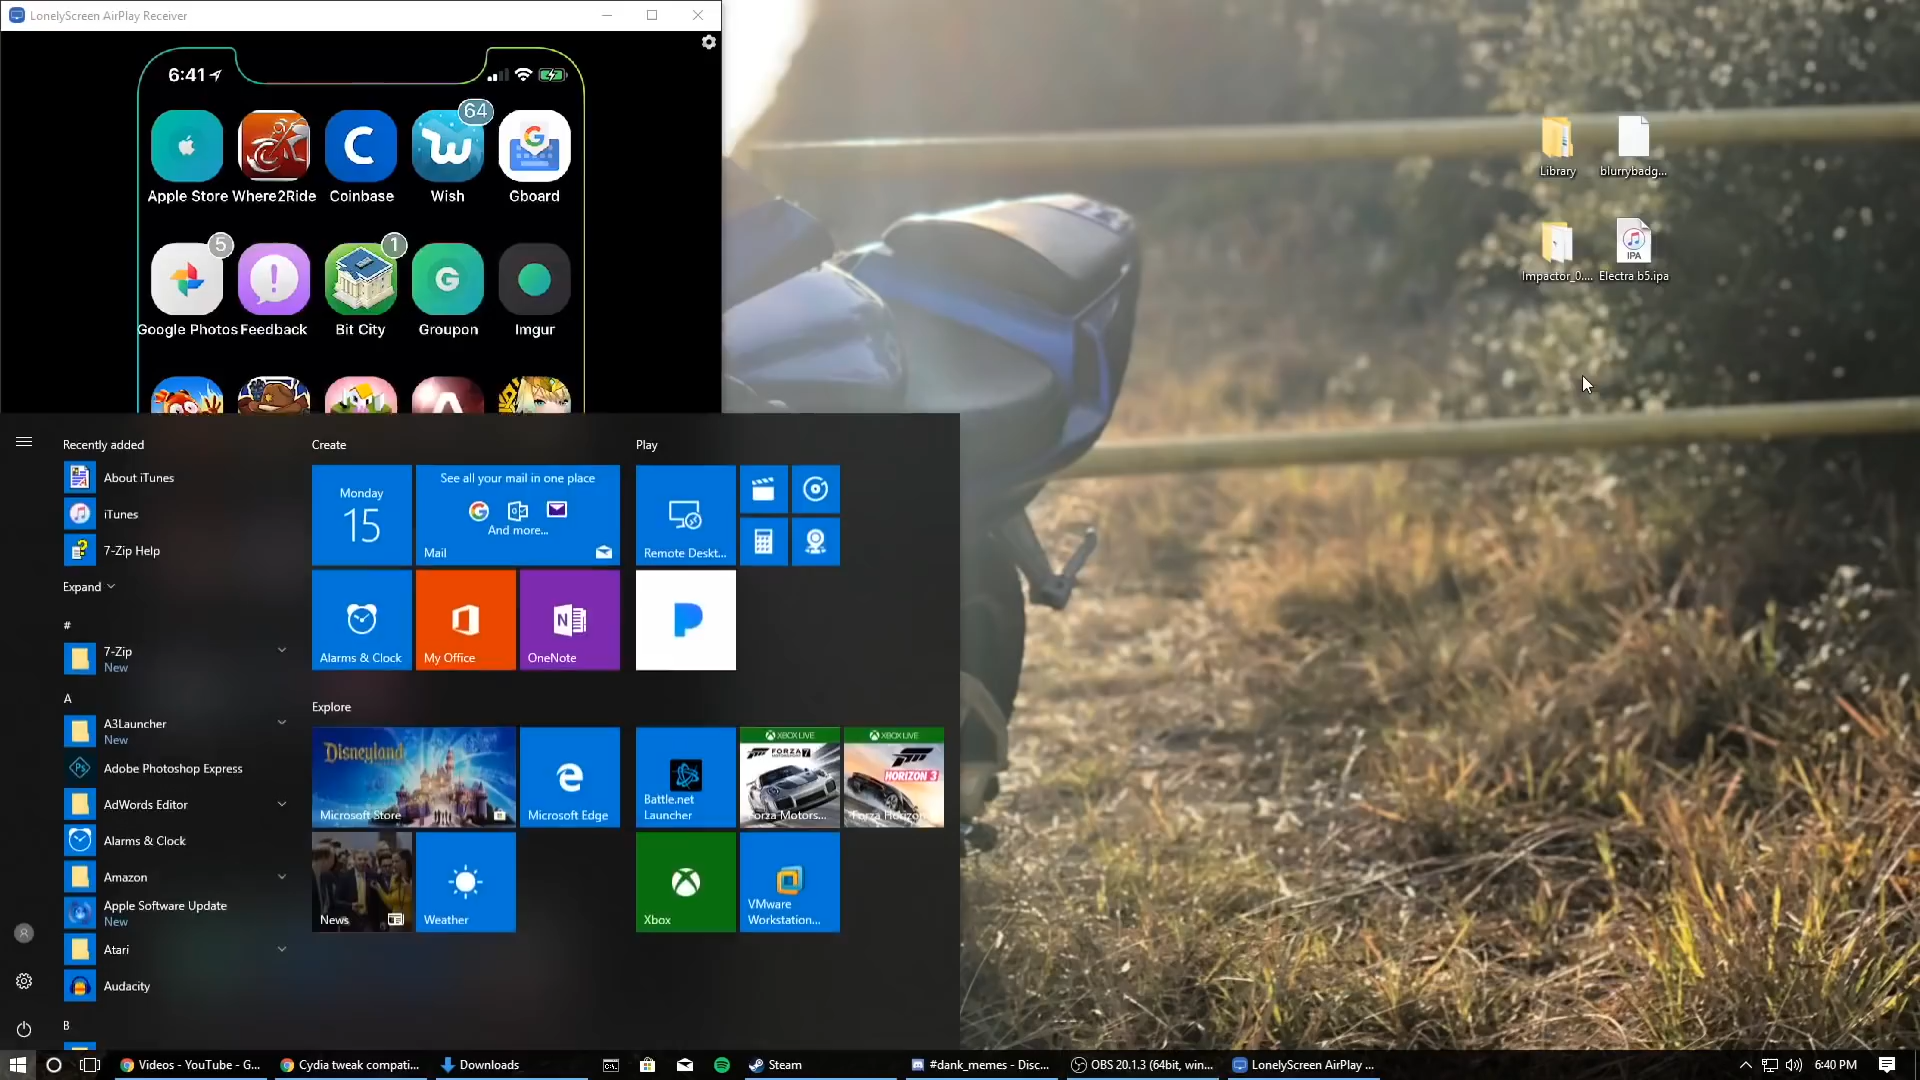 LonelyScreen AirPlay Receiver
6:41
64
Apple Store
Where2Ride
Coinbase
Wish
Gboard
5
1
Google Photos
Feedback
Bit City
Groupon
Imgur
Library
blurrybadg...
Impactor_0....
IPA
Electra b5.ipa
Recently added
About iTunes
iTunes
7-Zip Help
Expand
#
7-Zip
New
A
A3Launcher
New
Adobe Photoshop Express
AdWords Editor
Alarms & Clock
Amazon
Apple Software Update
New
Atari
Audacity
B
Create
Monday
15
See all your mail in one place
And more...
Mail
Alarms & Clock
My Office
OneNote
Explore
Disneyland
Microsoft Store
Microsoft Edge
News
Weather
Play
Remote Deskt...
Battle.net
Launcher
XBOX LIVE
FORZA 7
Forza Motors...
XBOX LIVE
HORIZON 3
Forza Horizo
Xbox
VMware
Workstation...
Videos - YouTube - G...
Cydia tweak compati...
Downloads
Steam
#dank_memes - Disc...
OBS 20.1.3 (64bit, win...
LonelyScreen AirPlay ...
6:40 PM